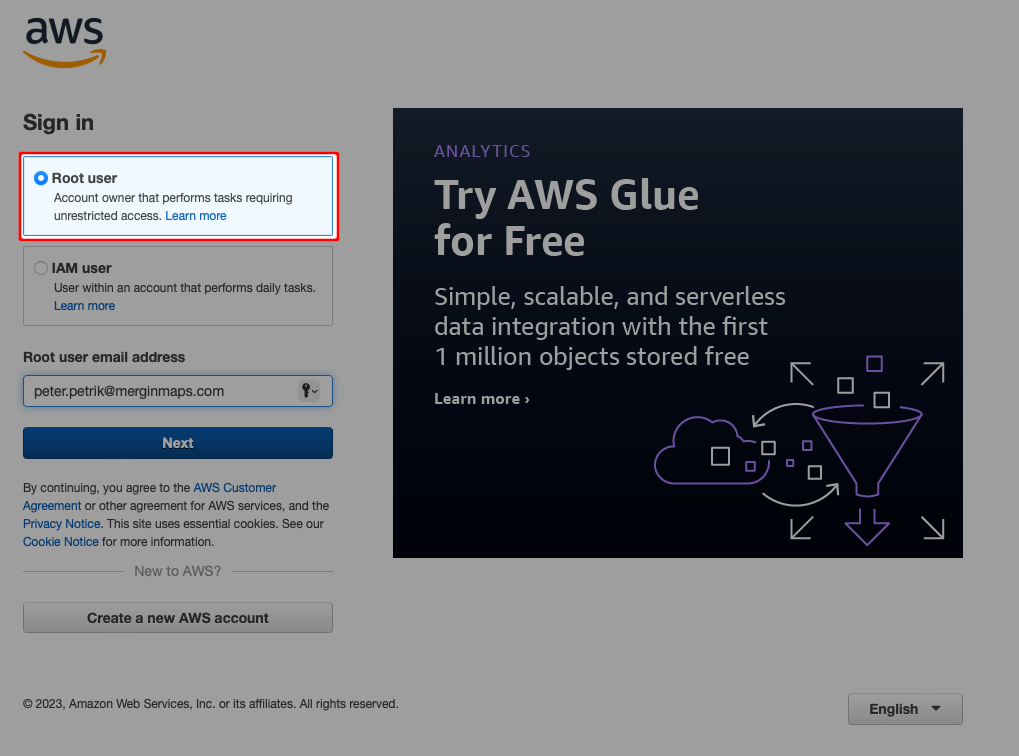 aws
Sign in
Root user
Account owner that performs tasks requiring
unrestricted access. Learn more
IAM user
User within an account that performs daily tasks.
Learn more
Root user email address
peter.petrik@merginmaps.com
Next
By continuing, you agree to the AWS Customer
Agreement or other agreement for AWS services, and the
Privacy Notice. This site uses essential cookies. See our
Cookie Notice for more information.
New to AWS?
Create a new AWS account
ANALYTICS
Try AWS Glue
for Free
Simple, scalable, and serverless
data integration with the first
1 million objects stored free
Learn more ›
© 2023, Amazon Web Services, Inc. or its affiliates. All rights reserved.
English